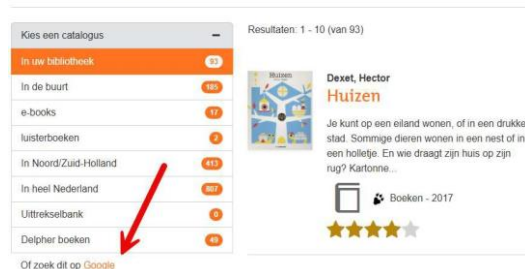 Kies een catalogus
In uw bibliotheek 93
In de buurt 185
e-books 17
luisterboeken 2
In Noord/Zuid-Holland 413
In heel Nederland 807
Uittrekselbank 0
Delpher boeken 49
Of zoek dit op Google
Resultaten: 1 - 10 (van 93)
Huizen
Dexet, Hector
Huizen
Je kunt op een eiland wonen, of in een drukke
stad. Sommige dieren wonen in een nest of in
een holletje. En wie draagt zijn huis op zijn
rug? Kartonne...
Boeken - 2017